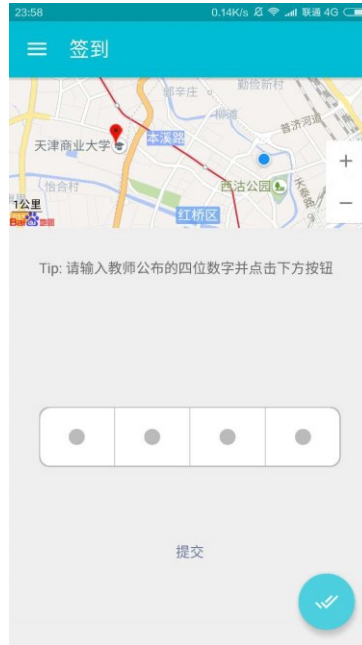 23:58
0.14K/s 联通 4G
签到
郭辛庄
勤俭新村
柳滩
普济河道
天津商业大学
本溪路
西沽公园
天泰路
怡合村
1公里
红桥区
Tip: 请输入教师公布的四位数字并点击下方按钮
提交